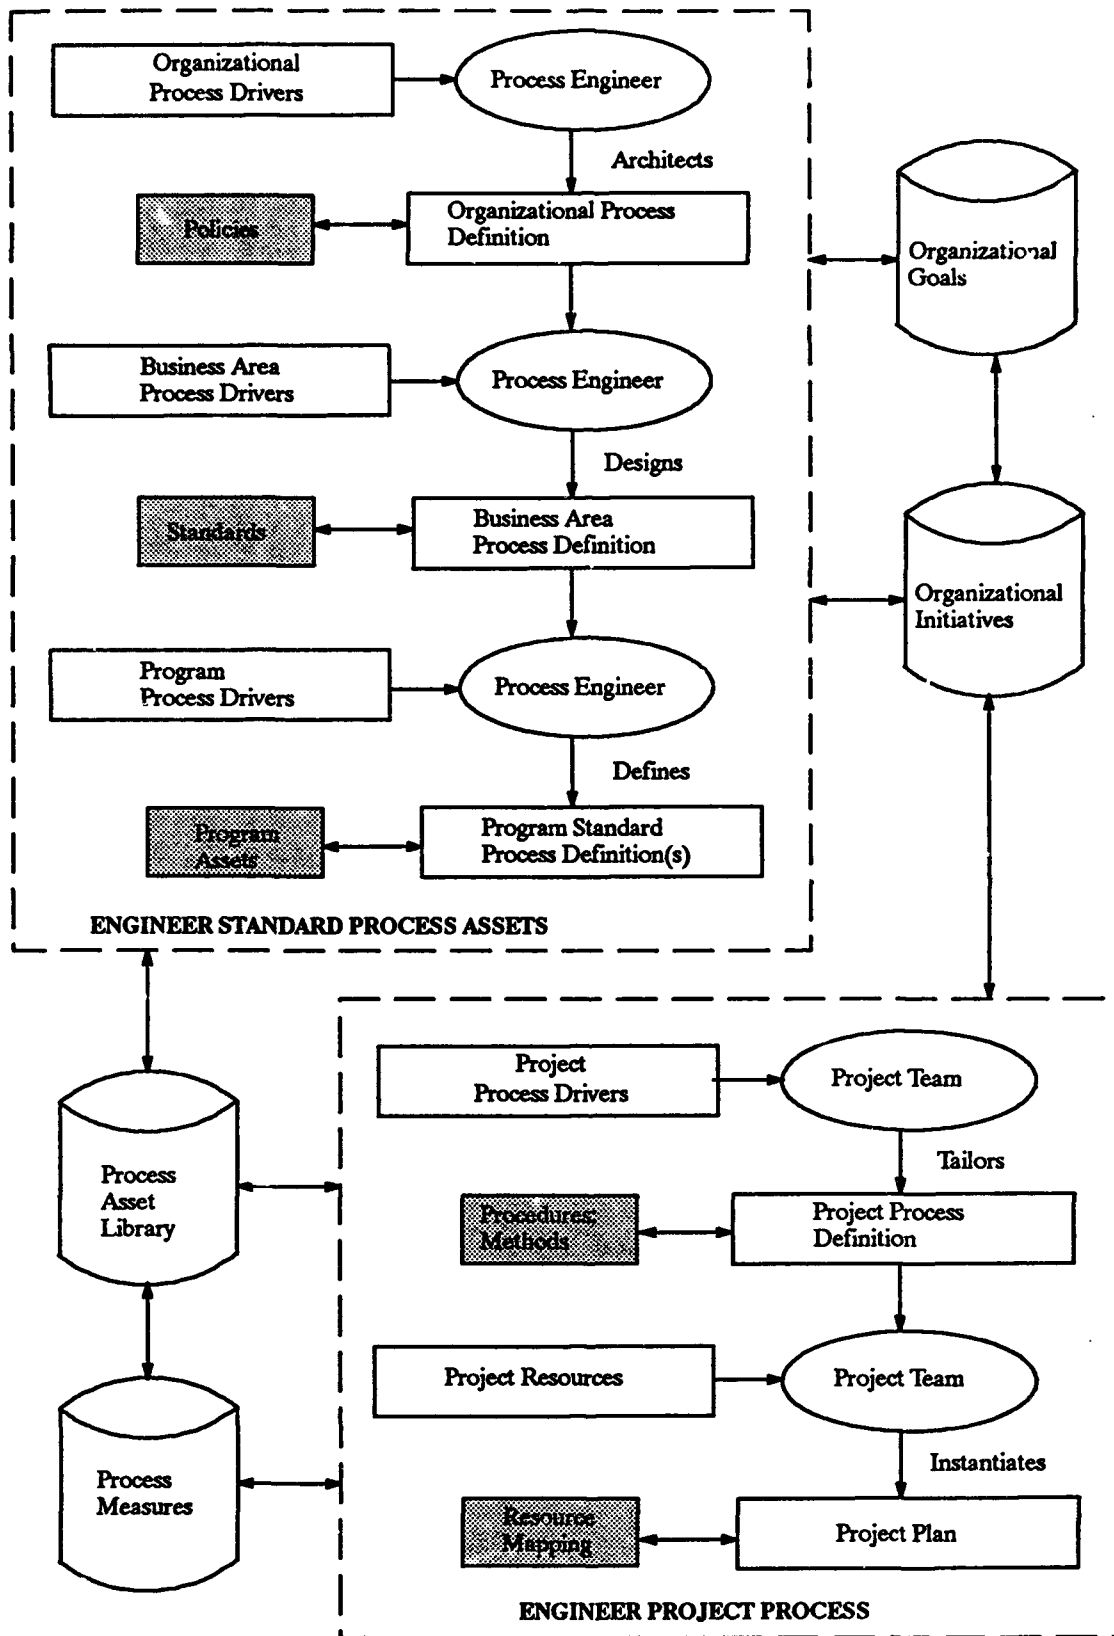 Organizational
Process Drivers
Process Engineer
Architects
Policies
Organizational Process
Definition
Organizational
Goals
Business Area
Process Drivers
Process Engineer
Designs
Standards
Business Area
Process Definition
Organizational
Initiatives
Program
Process Drivers
Process Engineer
Defines
Program
Assets
Program Standard
Process Definition(s)
ENGINEER STANDARD PROCESS ASSETS
Project
Process Drivers
Project Team
Tailors
Process
Asset
Library
Procedures;
Methods
Project Process
Definition
Project Resources
Project Team
Instantiates
Process
Measures
Resource
Mapping
Project Plan
ENGINEER PROJECT PROCESS